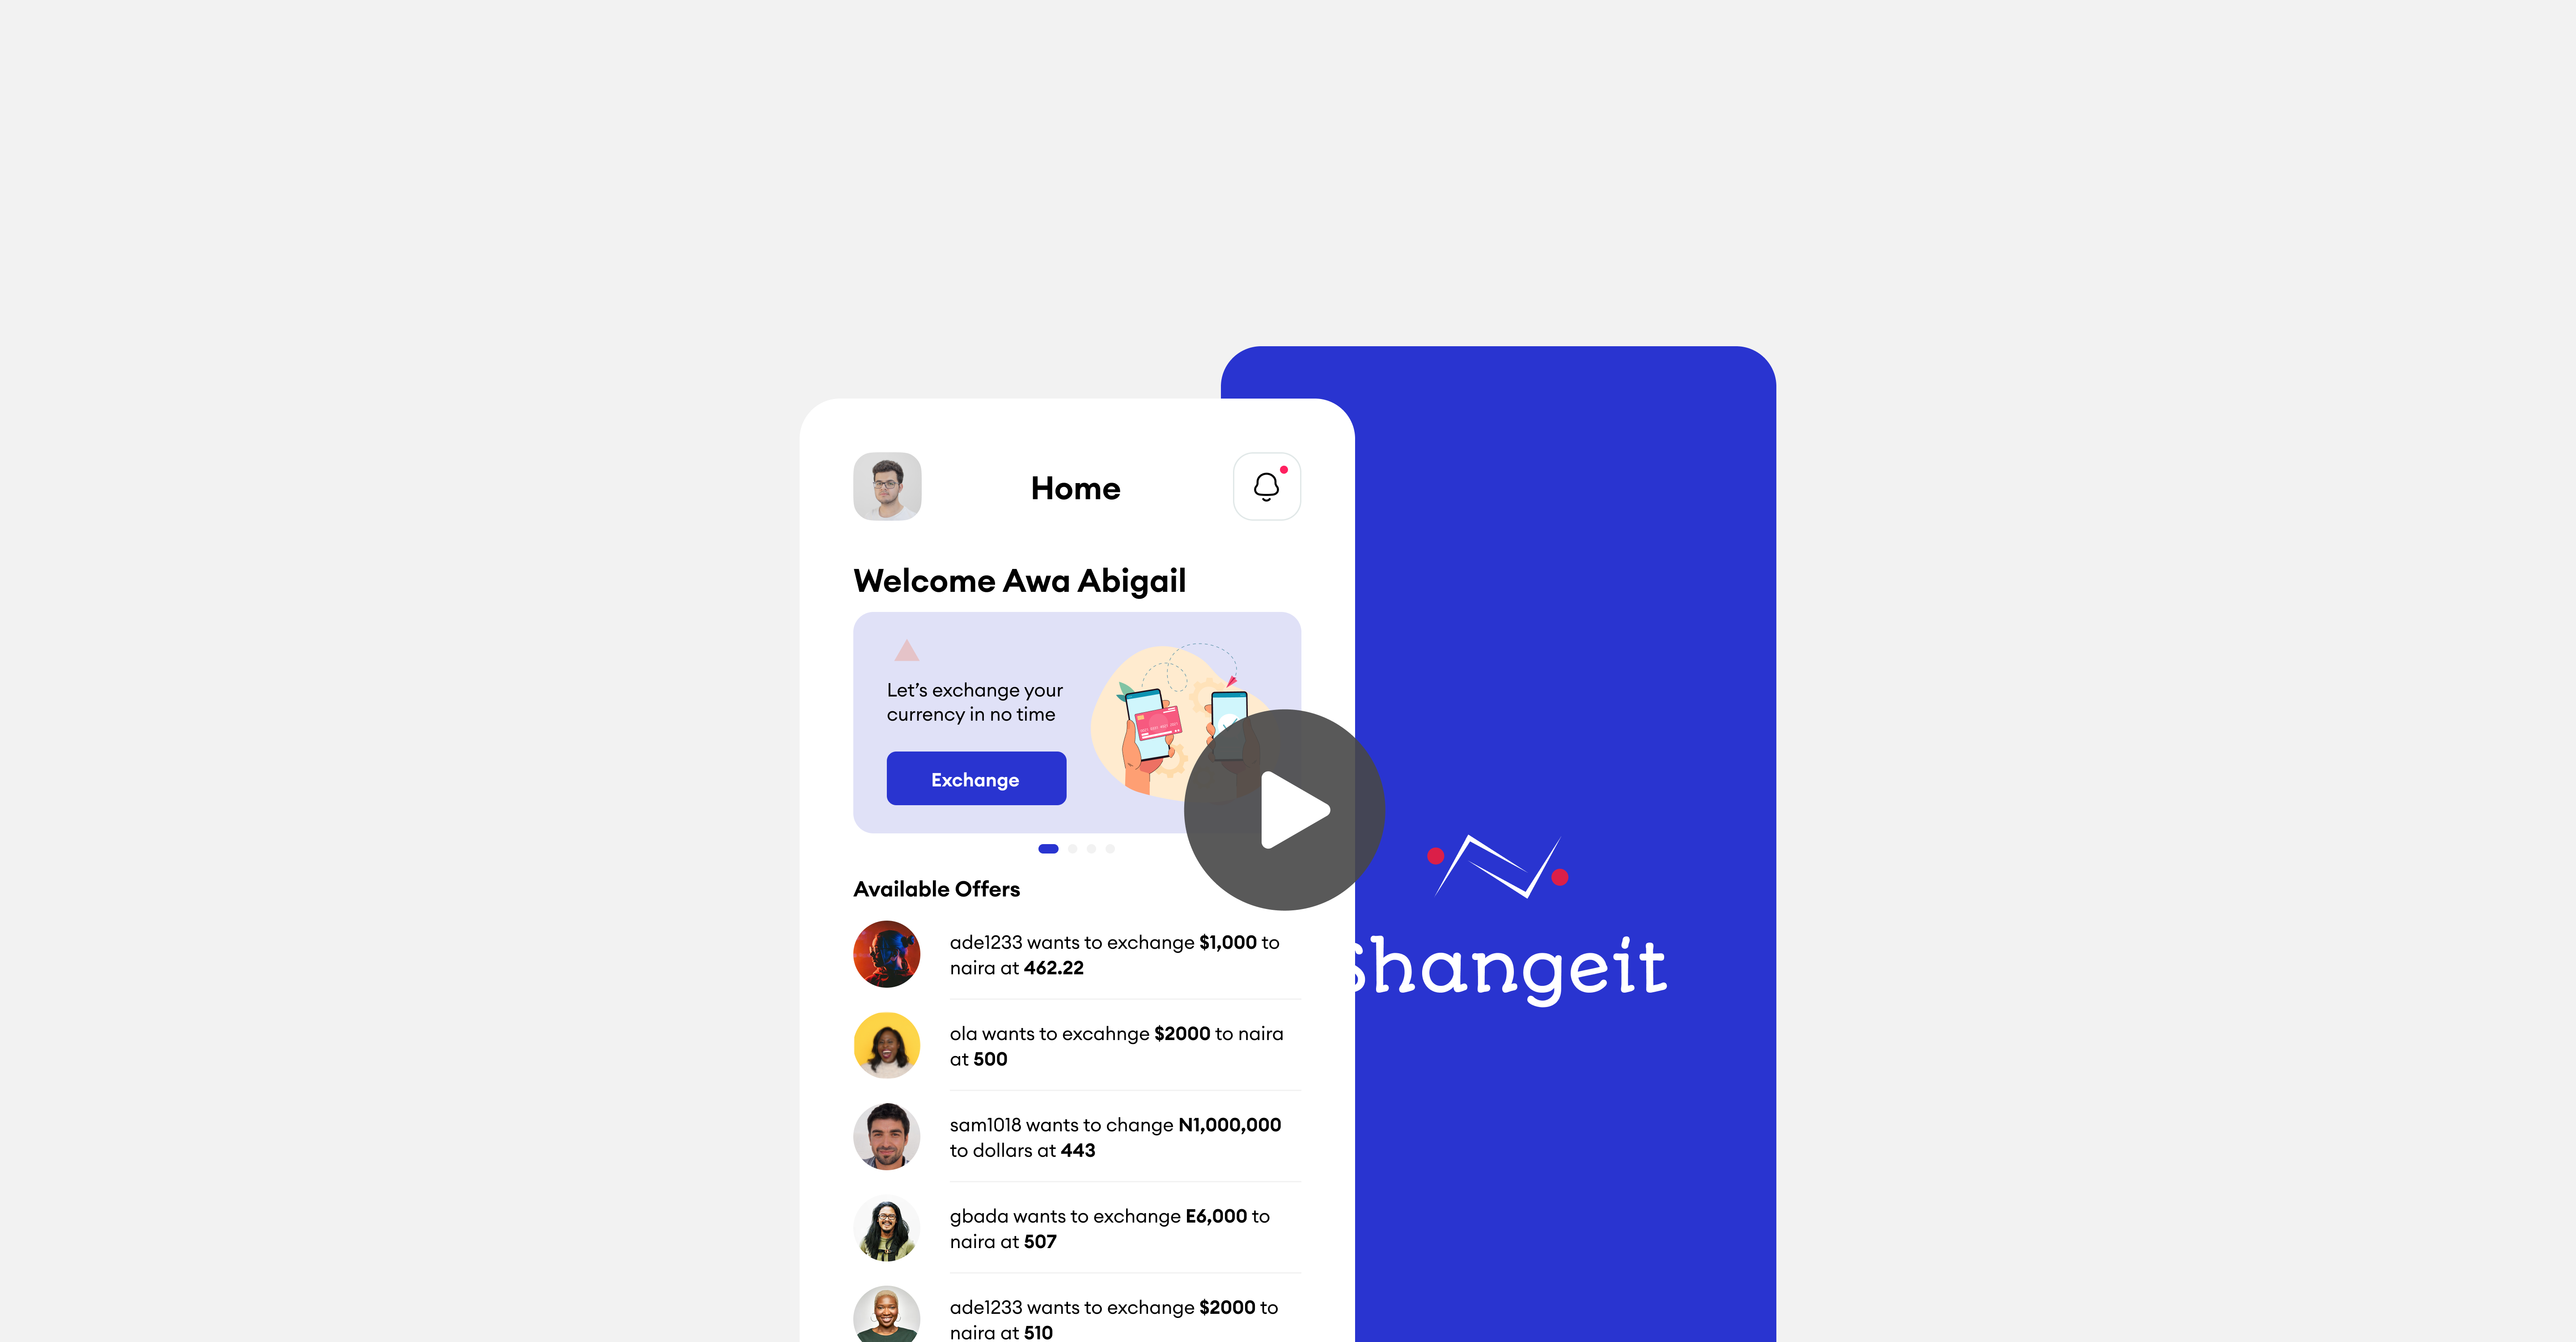 Home
Welcome Awa Abigail
Let’s exchange your
currency in no time
Exchange
Available Offers
ade1233 wants to exchange $1,000 to
naira at 462.22
ola wants to excahnge $2000 to naira
at 500
sam1018 wants to change N1,000,000
to dollars at 443
gbada wants to exchange E6,000 to
naira at 507
ade1233 wants to exchange $2000 to
naira at 510
Shangeit